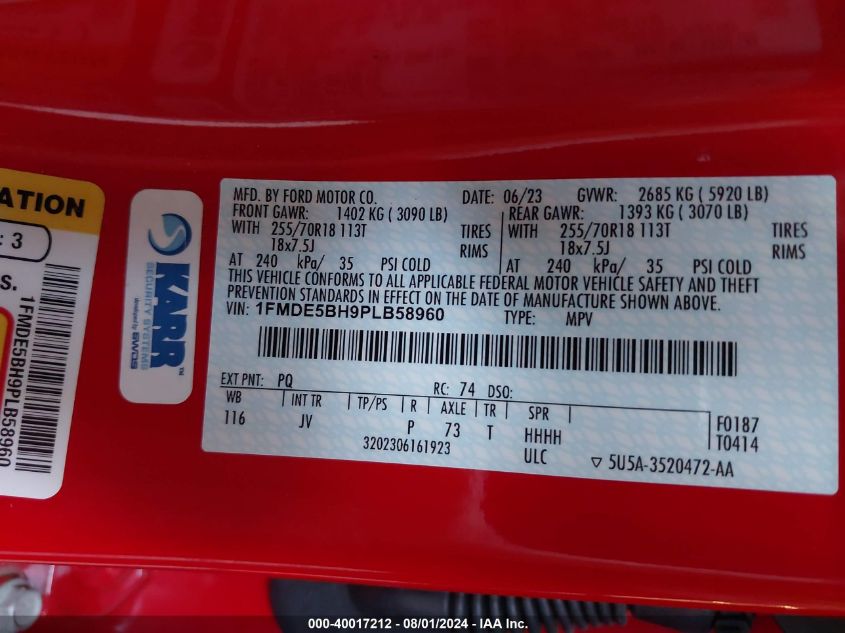 ATION
: 3
S.
1FMDE5BH9PLB58960
KARR
SECURITY SYSTEMS
developed by SWDS
TM
MFD. BY FORD MOTOR CO. DATE: 06/23 GVWR: 2685 KG ( 5920 LB)
FRONT GAWR: 1402 KG ( 3090 LB) REAR GAWR: 1393 KG ( 3070 LB)
WITH 255/70R18 113T TIRES WITH 255/70R18 113T TIRES
18x7.5J RIMS 18x7.5J RIMS
AT 240 kPa/ 35 PSI COLD AT 240 kPa/ 35 PSI COLD
THIS VEHICLE CONFORMS TO ALL APPLICABLE FEDERAL MOTOR VEHICLE SAFETY AND THEFT
PREVENTION STANDARDS IN EFFECT ON THE DATE OF MANUFACTURE SHOWN ABOVE.
VIN: 1FMDE5BH9PLB58960 TYPE: MPV
EXT PNT: PQ RC: 74 DSO:
WB INT TR TP/PS R AXLE TR SPR F0187
116 JV P 73 T HHHH T0414
3202306161923 ULC 5U5A-3520472-AA
000-40017212 - 08/01/2024 - IAA Inc.